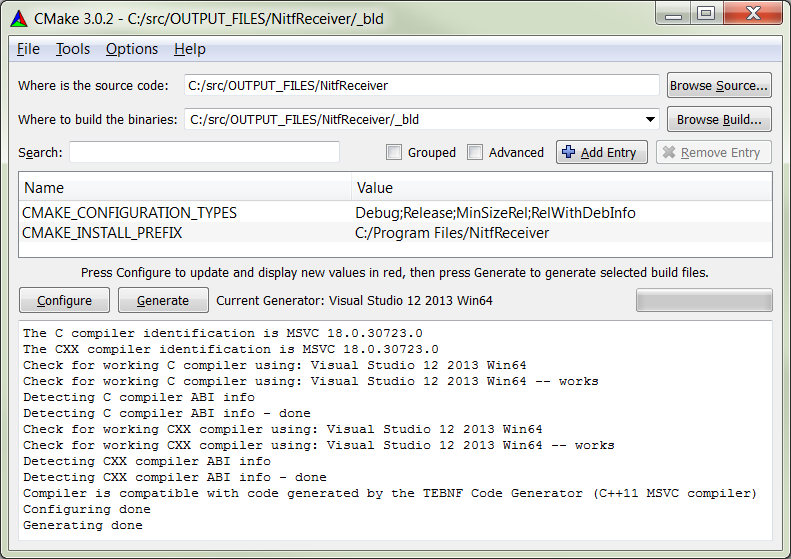 CMake 3.0.2 - C:/src/OUTPUT_FILES/NitfReceiver/_bld
File Tools Options Help
Where is the source code: C:/src/OUTPUT_FILES/NitfReceiver Browse Source...
Where to build the binaries: C:/src/OUTPUT_FILES/NitfReceiver/_bld Browse Build...
Search: Grouped Advanced Add Entry Remove Entry
Name Value
CMAKE_CONFIGURATION_TYPES Debug;Release;MinSizeRel;RelWithDebInfo
CMAKE_INSTALL_PREFIX C:/Program Files/NitfReceiver
Press Configure to update and display new values in red, then press Generate to generate selected build files.
Configure Generate Current Generator: Visual Studio 12 2013 Win64
The C compiler identification is MSVC 18.0.30723.0
The CXX compiler identification is MSVC 18.0.30723.0
Check for working C compiler using: Visual Studio 12 2013 Win64
Check for working C compiler using: Visual Studio 12 2013 Win64 -- works
Detecting C compiler ABI info
Detecting C compiler ABI info - done
Check for working CXX compiler using: Visual Studio 12 2013 Win64
Check for working CXX compiler using: Visual Studio 12 2013 Win64 -- works
Detecting CXX compiler ABI info
Detecting CXX compiler ABI info - done
Compiler is compatible with code generated by the TEBNF Code Generator (C++11 MSVC compiler)
Configuring done
Generating done